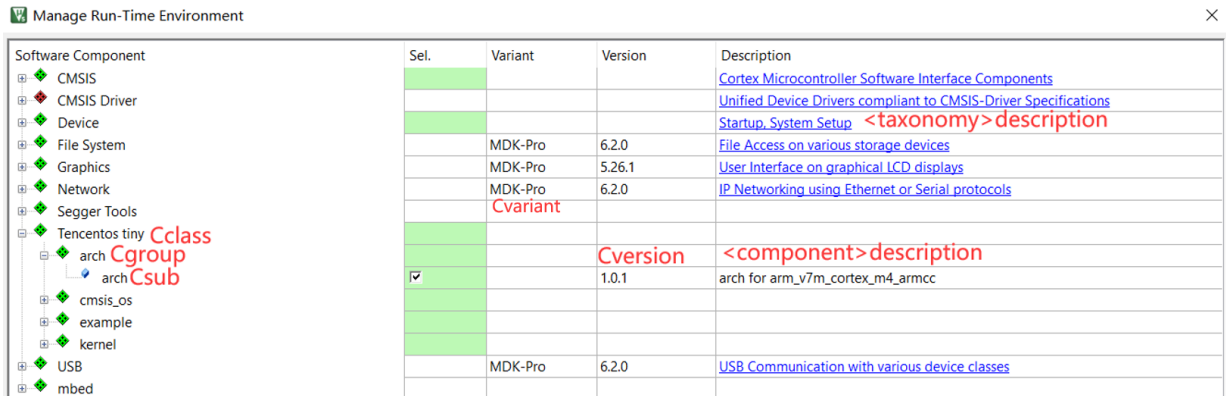 Manage Run-Time Environment
Software Component Sel. Variant Version Description
CMSIS Cortex Microcontroller Software Interface Components
CMSIS Driver Unified Device Drivers compliant to CMSIS-Driver Specifications
Device Startup, System Setup <taxonomy>description
File System MDK-Pro 6.2.0 File Access on various storage devices
Graphics MDK-Pro 5.26.1 User Interface on graphical LCD displays
Network MDK-Pro 6.2.0 IP Networking using Ethernet or Serial protocols
Segger Tools Cvariant
Tencentos tiny Cclass
arch Cgroup Cversion <component>description
arch Csub 1.0.1 arch for arm_v7m_cortex_m4_armcc
cmsis_os
example
kernel
USB MDK-Pro 6.2.0 USB Communication with various device classes
mbed